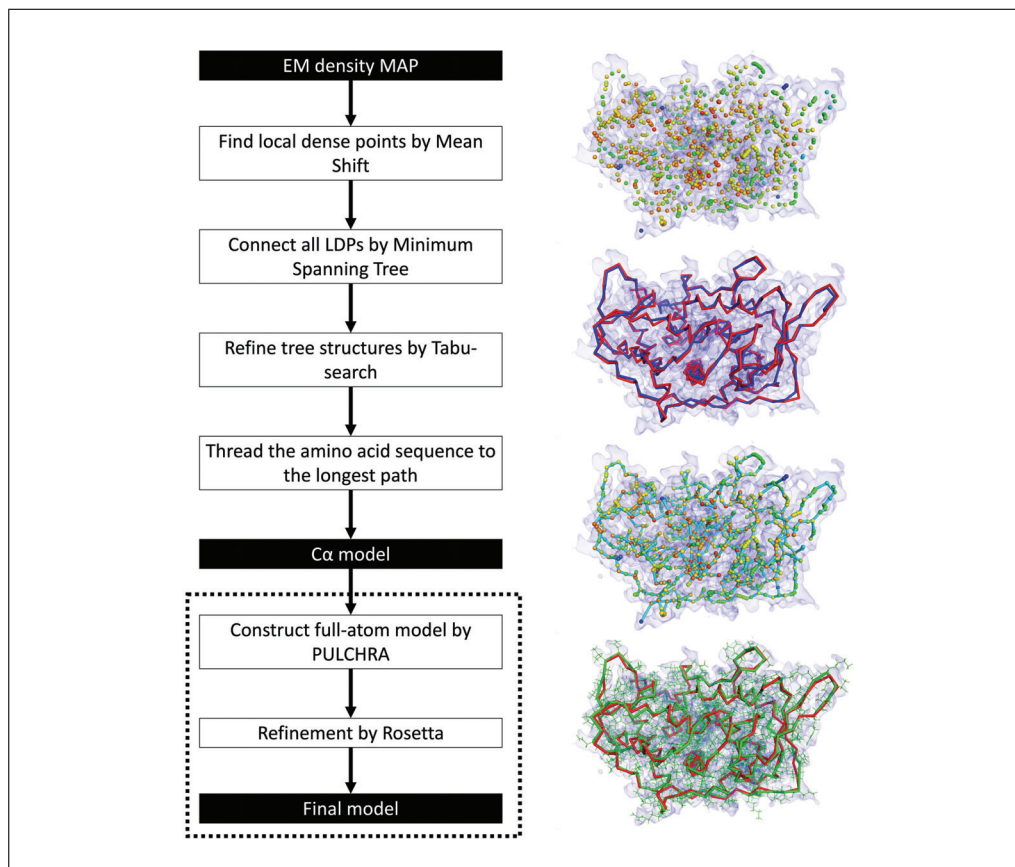 EM density MAP
Find local dense points by Mean
Shift
Connect all LDPs by Minimum
Spanning Tree
Refine tree structures by Tabu-
search
Thread the amino acid sequence to
the longest path
Cα model
Construct full-atom model by
PULCHRA
Refinement by Rosetta
Final model